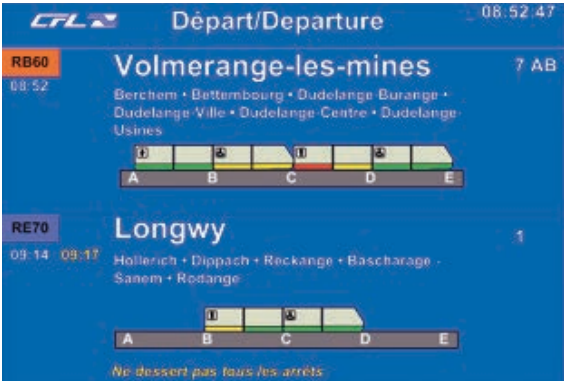 CFL Départ/Departure 08:52:47
RB60 Volmerange-les-mines 7 AB
08:52 Berchem • Bettembourg • Dudelange-Burange •
Dudelange-Ville • Dudelange-Centre • Dudelange-
Usines
A B C D E
RE70 Longwy 1
09:14 09:17 Hollerich • Dippach • Reckange • Bascharage -
Sanem • Rodange
A B C D E
Ne dessert pas tous les arrêts